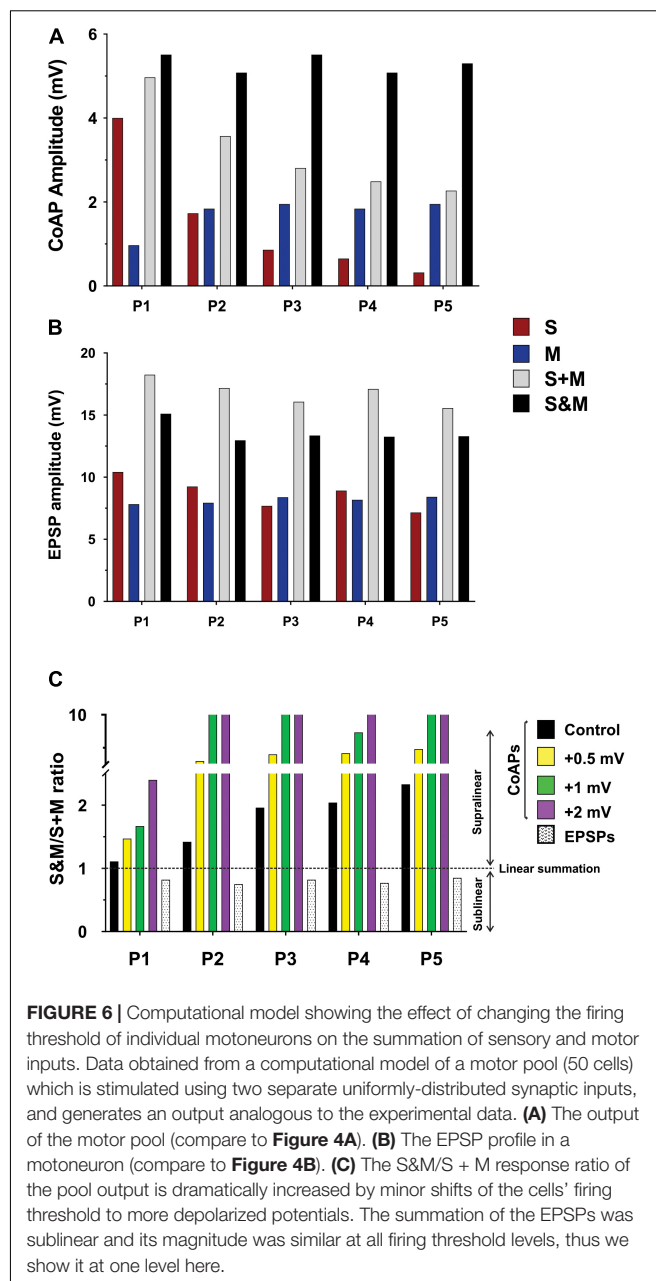 A
CoAP Amplitude (mV)
6
4
2
0
P1 P2 P3 P4 P5
B
EPSP amplitude (mV)
20
15
10
5
0
P1 P2 P3 P4 P5
S
M
S+M
S&M
C
S&M/S+M ratio
10
2
1
0
P1 P2 P3 P4 P5
Control
+0.5 mV
+1 mV
+2 mV
EPSPs
CoAPs
Supralinear
Linear summation
Sublinear
FIGURE 6 | Computational model showing the effect of changing the firing
threshold of individual motoneurons on the summation of sensory and motor
inputs. Data obtained from a computational model of a motor pool (50 cells)
which is stimulated using two separate uniformly-distributed synaptic inputs,
and generates an output analogous to the experimental data. (A) The output
of the motor pool (compare to Figure 4A). (B) The EPSP profile in a
motoneuron (compare to Figure 4B). (C) The S&M/S + M response ratio of
the pool output is dramatically increased by minor shifts of the cells' firing
threshold to more depolarized potentials. The summation of the EPSPs was
sublinear and its magnitude was similar at all firing threshold levels, thus we
show it at one level here.